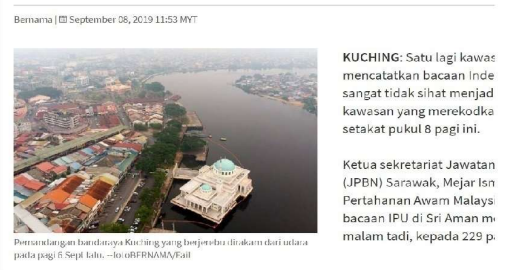 Bernama | September 08, 2019 11:53 MYT
KUCHING: Satu lagi kawas
mencatatkan bacaan Inde
sangat tidak sihat menjad
kawasan yang merekodka
setakat pukul 8 pagi ini.
Ketua sekretariat Jawatan
(JPBN) Sarawak, Mejar Ism
Pertahanan Awam Malaysi
bacaan IPU di Sri Aman me
malam tadi, kepada 229 pa
Pemandangan bandaraya Kuching yang berjerebu dirakam dari udara
pada pagi 6 Sept lalu. --fotoBERNAMA/Fail